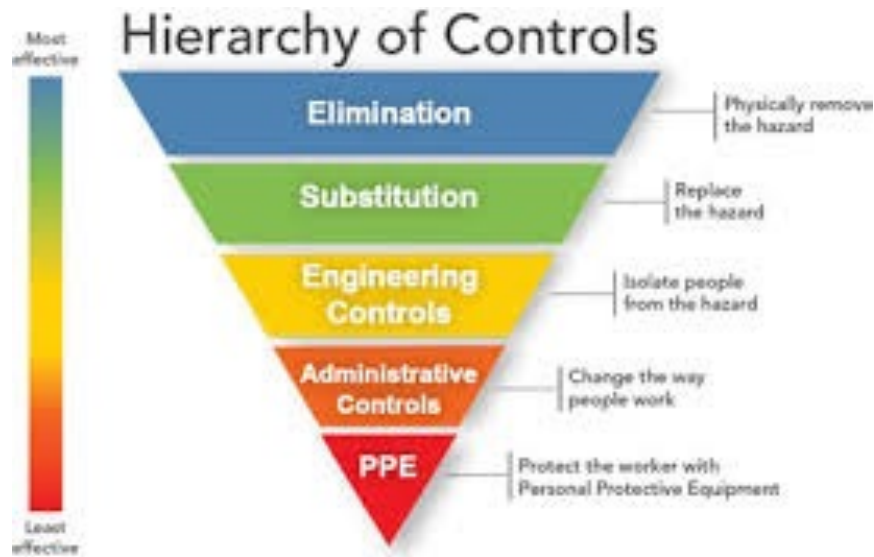 Hierarchy of Controls
Most
effective
Elimination
Physically remove
the hazard
Substitution
Replace
the hazard
Engineering
Controls
Isolate people
from the hazard
Administrative
Controls
Change the way
people work
PPE
Protect the worker with
Personal Protective Equipment
Least
effective